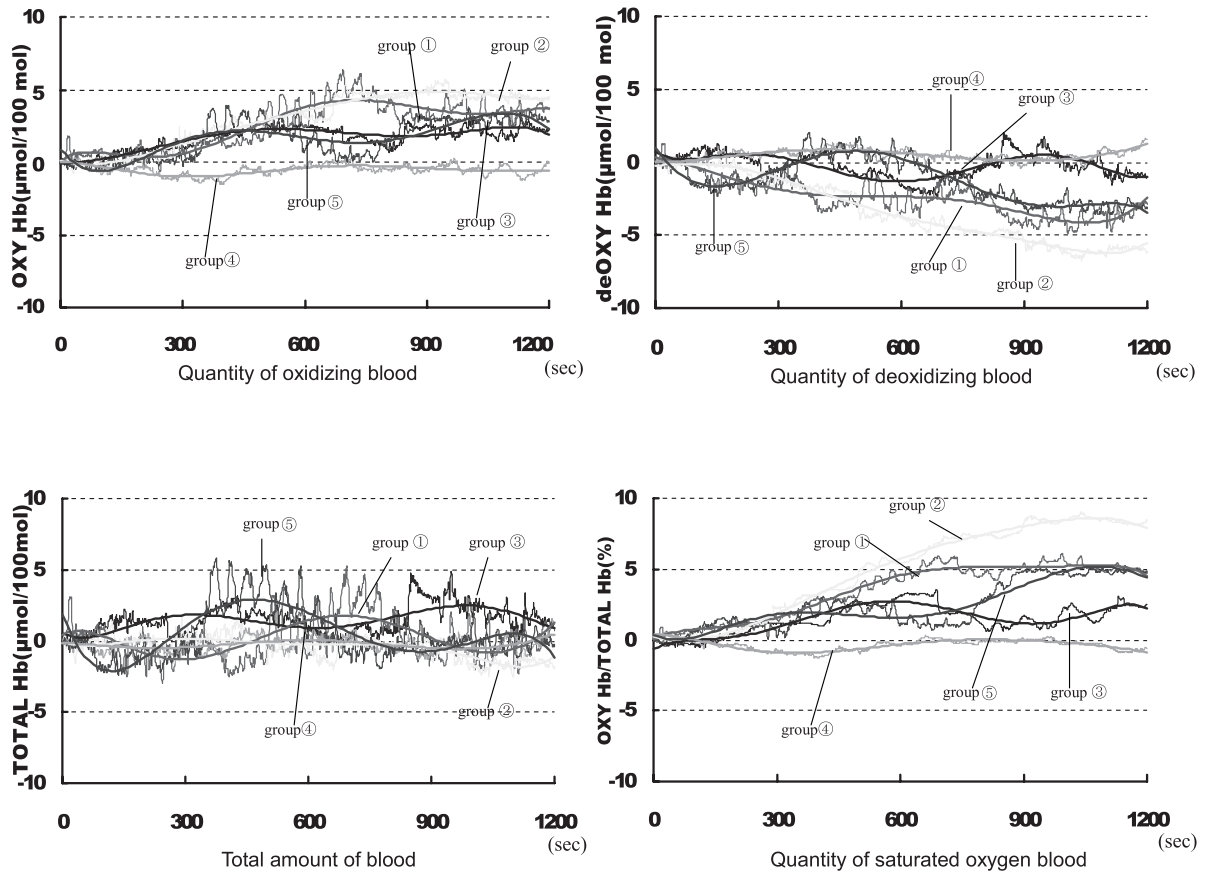 10
5
0
-5
-10
OXY Hb(μmol/100 mol)
group ①
group ②
group ⑤
group ③
group ④
0 300 600 900 1200
(sec)
Quantity of oxidizing blood
10
5
0
-5
-10
deOXY Hb(μmol/100 mol)
group④
group ③
group⑤
group ①
group ②
0 300 600 900 1200
(sec)
Quantity of deoxidizing blood
10
5
0
-5
-10
TOTAL Hb(μmol/100mol)
group⑤
group ①
group ③
group ②
group④
0 300 600 900 1200
(sec)
Total amount of blood
10
5
0
-5
-10
OXY Hb/TOTAL Hb(%)
group ②
group ①
group⑤
group ③
group④
0 300 600 900 1200
(sec)
Quantity of saturated oxygen blood